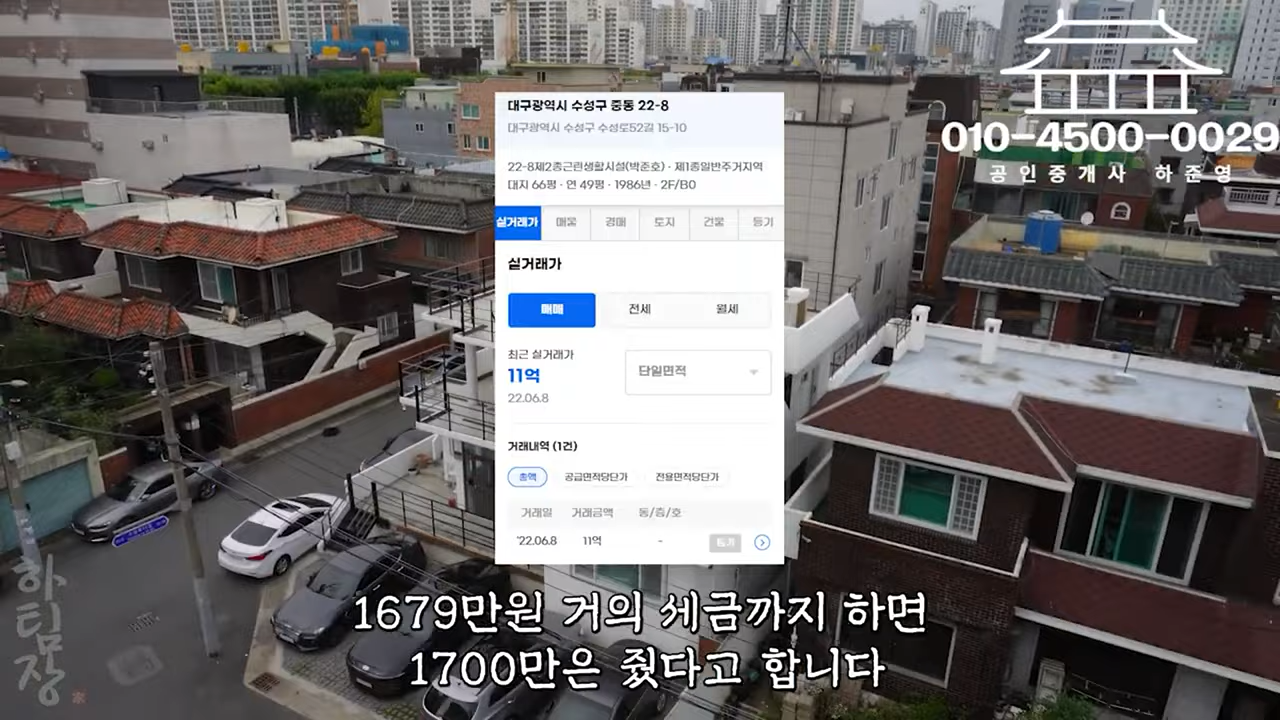 010-4500-0029
공인중개사 하준영
대구광역시 수성구 중동 22-8
대구광역시 수성구 수성로52길 15-10
22-8제2종근린생활시설(박준호) · 제1종일반주거지역
대지 66평 · 연 49평 · 1986년 · 2F/B0
실거래가 매물 경매 토지 건물 등기
실거래가
매매 전세 월세
최근 실거래가
11억
22.06.8
단일면적
거래내역 (1건)
총액 공급면적당단가 전용면적당단가
거래일 거래금액 동/층/호
'22.06.8 11억 - 등기
하팀장
1679만원 거의 세금까지 하면
1700만은 줬다고 합니다